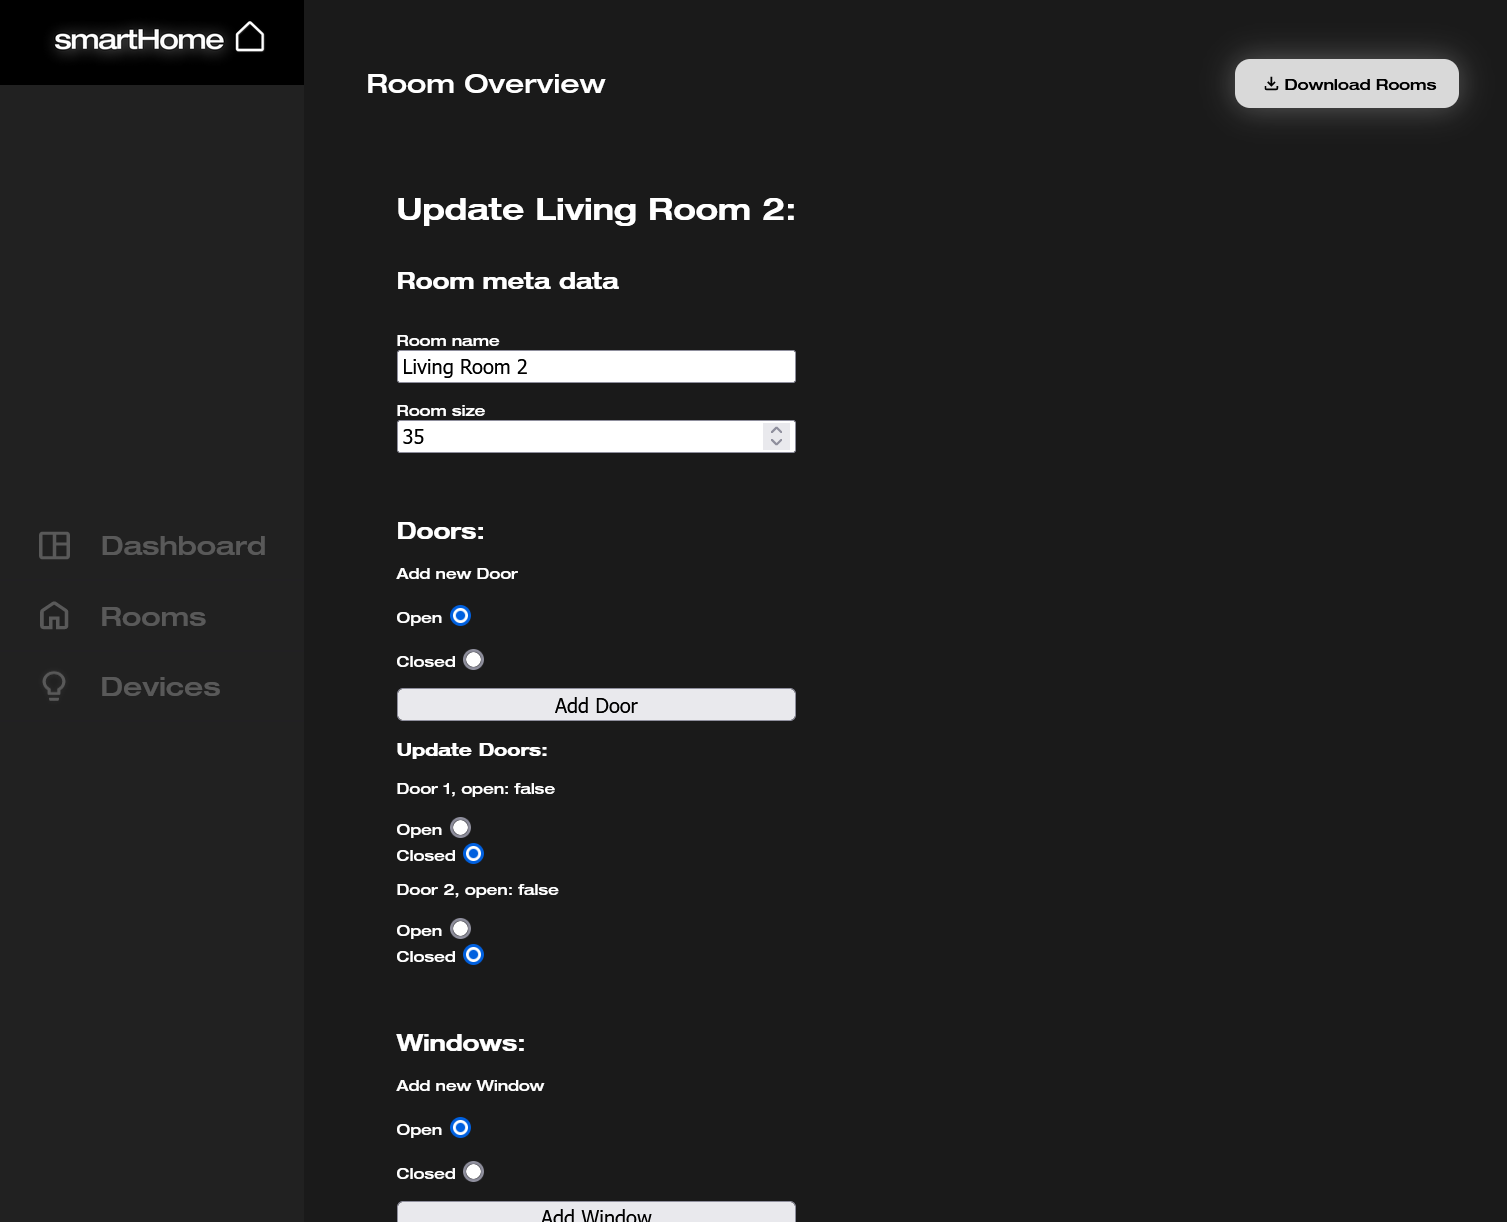 smartHome
Room Overview
Download Rooms
Update Living Room 2:
Room meta data
Room name
Living Room 2
Room size
35
Doors:
Add new Door
Open
Closed
Add Door
Update Doors:
Door 1, open: false
Open
Closed
Door 2, open: false
Open
Closed
Windows:
Add new Window
Open
Closed
Add Window
Dashboard
Rooms
Devices